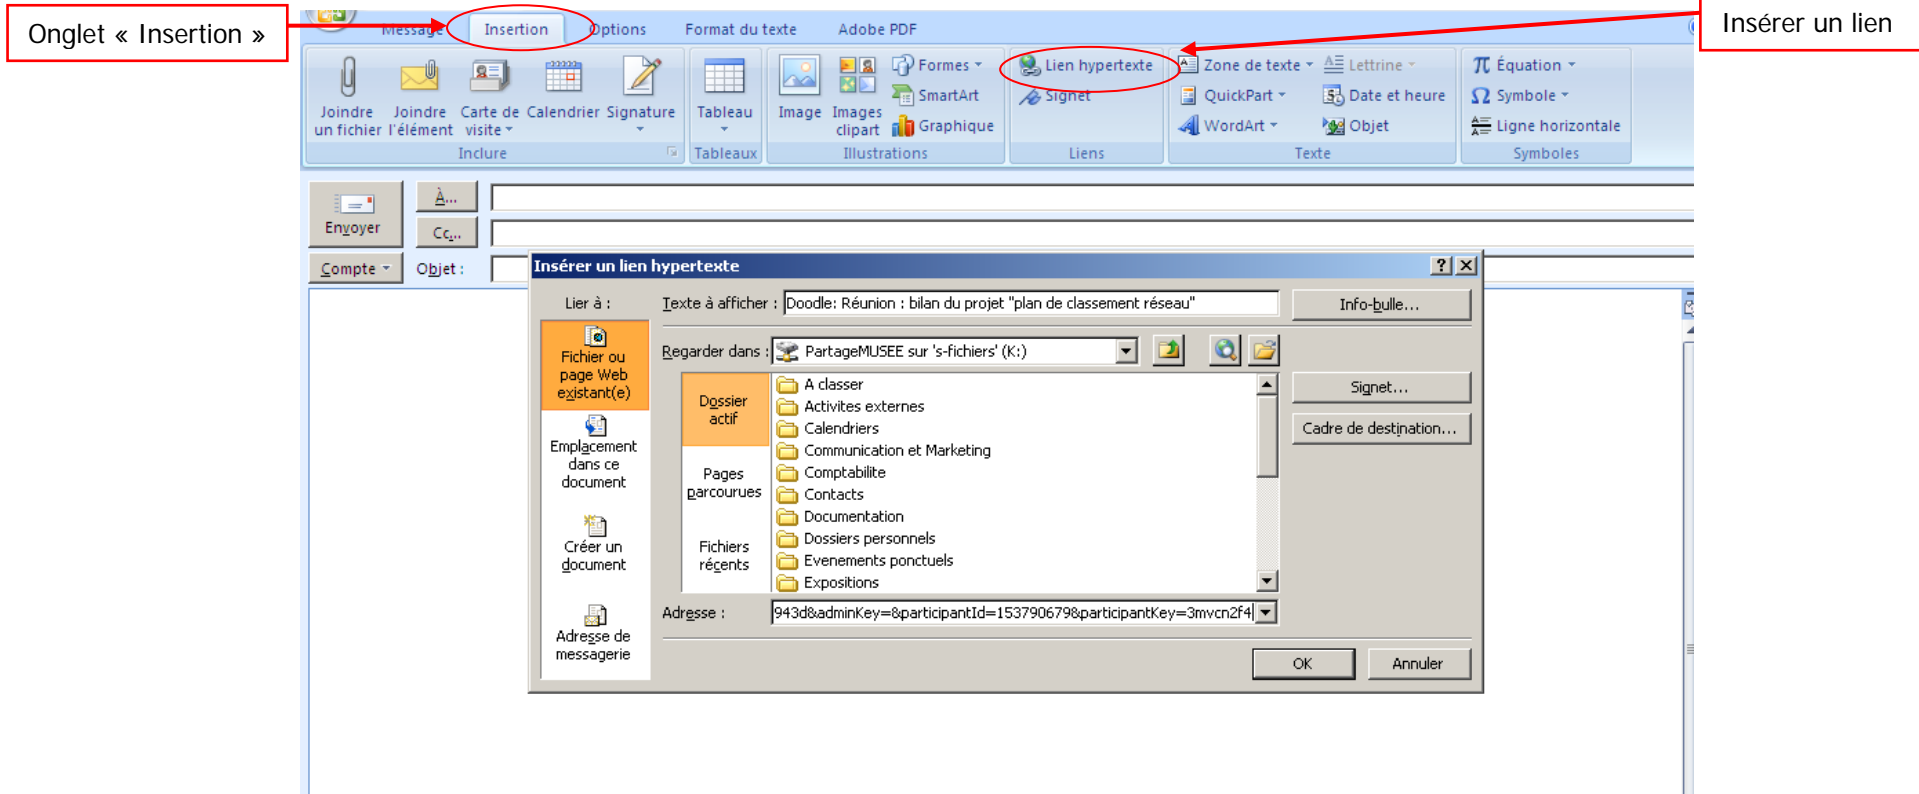 Onglet « Insertion »
Insérer un lien
Message Insertion Options Format du texte Adobe PDF
Joindre un fichier
Joindre l'élément
Carte de visite
Calendrier
Signature
Inclure
Tableau
Tableaux
Image
Images clipart
Formes
SmartArt
Graphique
Illustrations
Lien hypertexte
Signet
Liens
Zone de texte
QuickPart
WordArt
Lettrine
Date et heure
Objet
Texte
Équation
Symbole
Ligne horizontale
Symboles
Envoyer
À...
Cc...
Compte
Objet :
Insérer un lien hypertexte
Lier à :
Texte à afficher : Doodle: Réunion : bilan du projet "plan de classement réseau"
Info-bulle...
Fichier ou
page Web
existant(e)
Emplacement
dans ce
document
Créer un
document
Adresse de
messagerie
Regarder dans : PartageMUSEE sur 's-fichiers' (K:)
Dossier
actif
Pages
parcourues
Fichiers
récents
A classer
Activites externes
Calendriers
Communication et Marketing
Comptabilite
Contacts
Documentation
Dossiers personnels
Evenements ponctuels
Expositions
Signet...
Cadre de destination...
Adresse : 943d&adminKey=&participantId=153790679&participantKey=3mvcn2f4
OK
Annuler